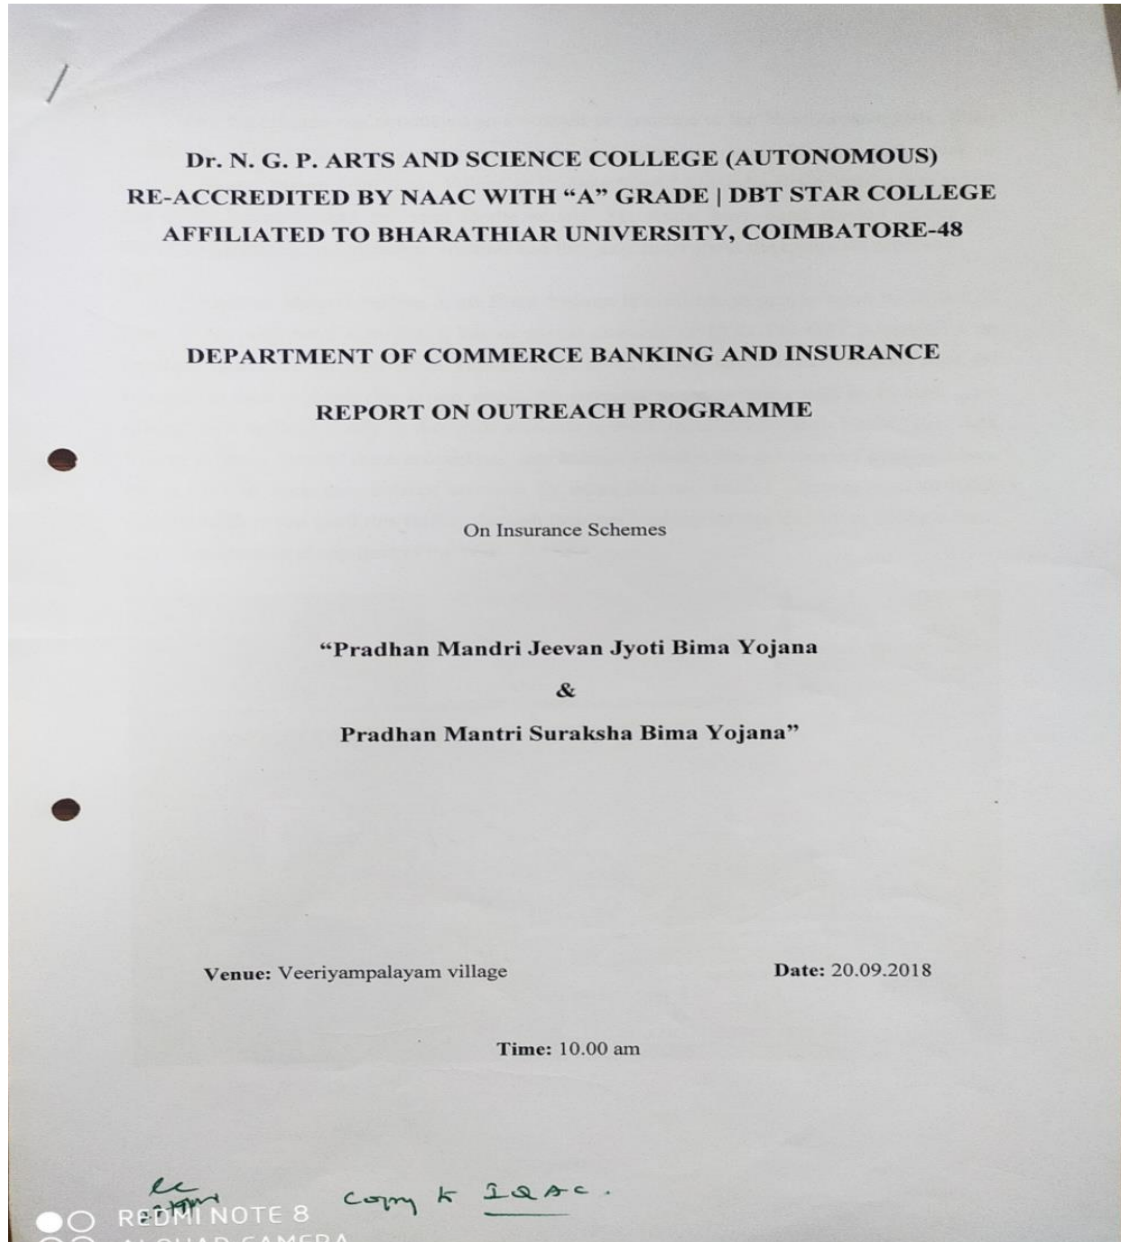 Dr. N. G. P. ARTS AND SCIENCE COLLEGE (AUTONOMOUS)
RE-ACCREDITED BY NAAC WITH “A” GRADE | DBT STAR COLLEGE
AFFILIATED TO BHARATHIAR UNIVERSITY, COIMBATORE-48
DEPARTMENT OF COMMERCE BANKING AND INSURANCE
REPORT ON OUTREACH PROGRAMME
On Insurance Schemes
“Pradhan Mandri Jeevan Jyoti Bima Yojana
&
Pradhan Mantri Suraksha Bima Yojana”
Venue: Veeriyampalayam village Date: 20.09.2018
Time: 10.00 am
Copy to IQAC.
REDMI NOTE 8